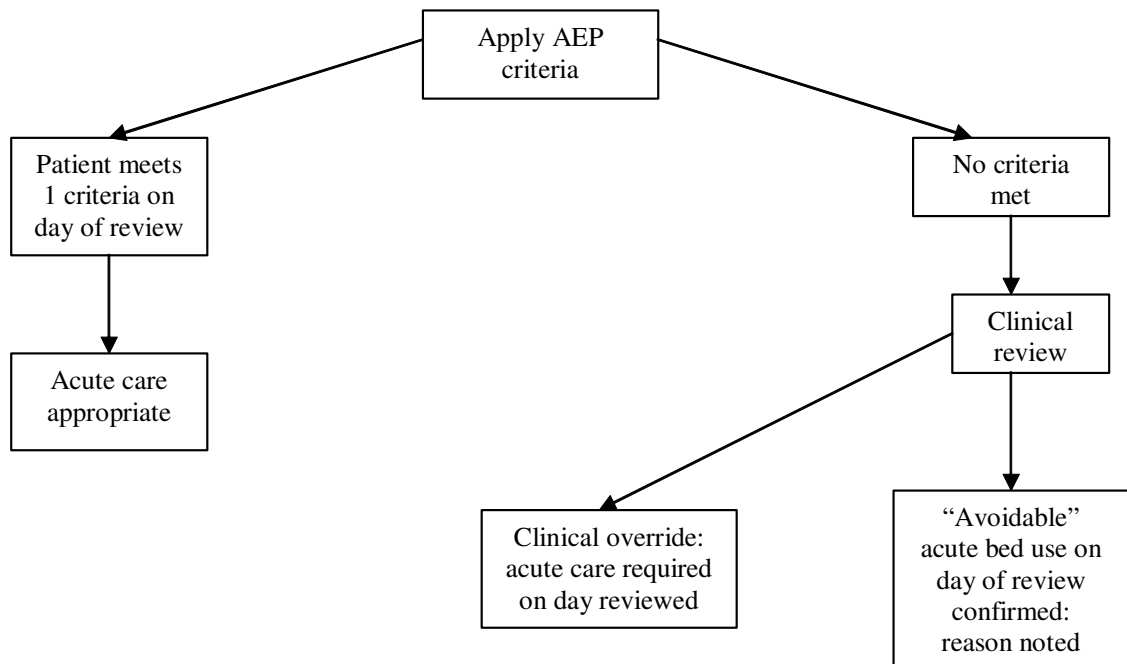 Apply AEP
criteria
Patient meets
1 criteria on
day of review
No criteria
met
Acute care
appropriate
Clinical
review
Clinical override:
acute care required
on day reviewed
“Avoidable”
acute bed use on
day of review
confirmed:
reason noted